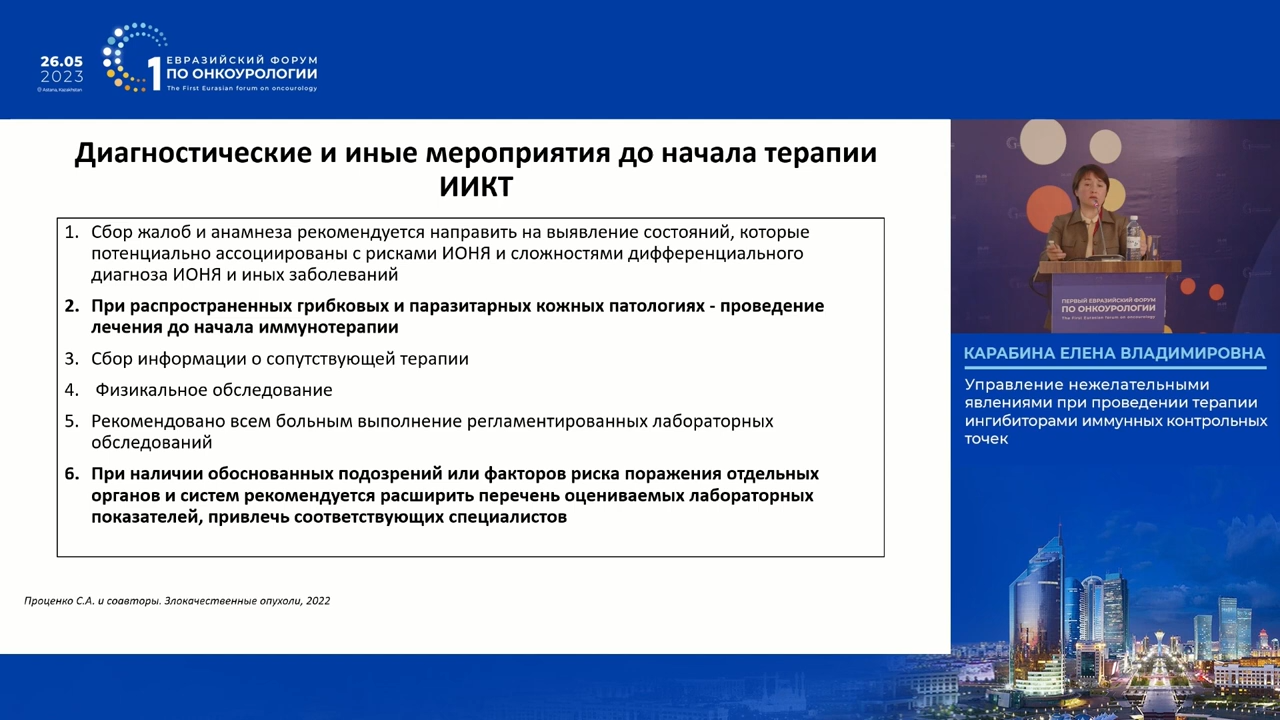 26.05
2023
Astana, Kazakhstan
1
ЕВРАЗИЙСКИЙ ФОРУМ
ПО ОНКОУРОЛОГИИ
The First Eurasian forum on oncourology
Диагностические и иные мероприятия до начала терапии
ИИКТ
1. Сбор жалоб и анамнеза рекомендуется направить на выявление состояний, которые
потенциально ассоциированы с рисками ИОНЯ и сложностями дифференциального
диагноза ИОНЯ и иных заболеваний
2. При распространенных грибковых и паразитарных кожных патологиях - проведение
лечения до начала иммунотерапии
3. Сбор информации о сопутствующей терапии
4. Физикальное обследование
5. Рекомендовано всем больным выполнение регламентированных лабораторных
обследований
6. При наличии обоснованных подозрений или факторов риска поражения отдельных
органов и систем рекомендуется расширить перечень оцениваемых лабораторных
показателей, привлечь соответствующих специалистов
Проценко С.А. и соавторы. Злокачественные опухоли, 2022
ПЕРВЫЙ ЕВРАЗИЙСКИЙ ФОРУМ
ПО ОНКОУРОЛОГИИ
The First Eurasian forum on oncourology
КАРАБИНА ЕЛЕНА ВЛАДИМИРОВНА
Управление нежелательными
явлениями при проведении терапии
ингибиторами иммунных контрольных
точек